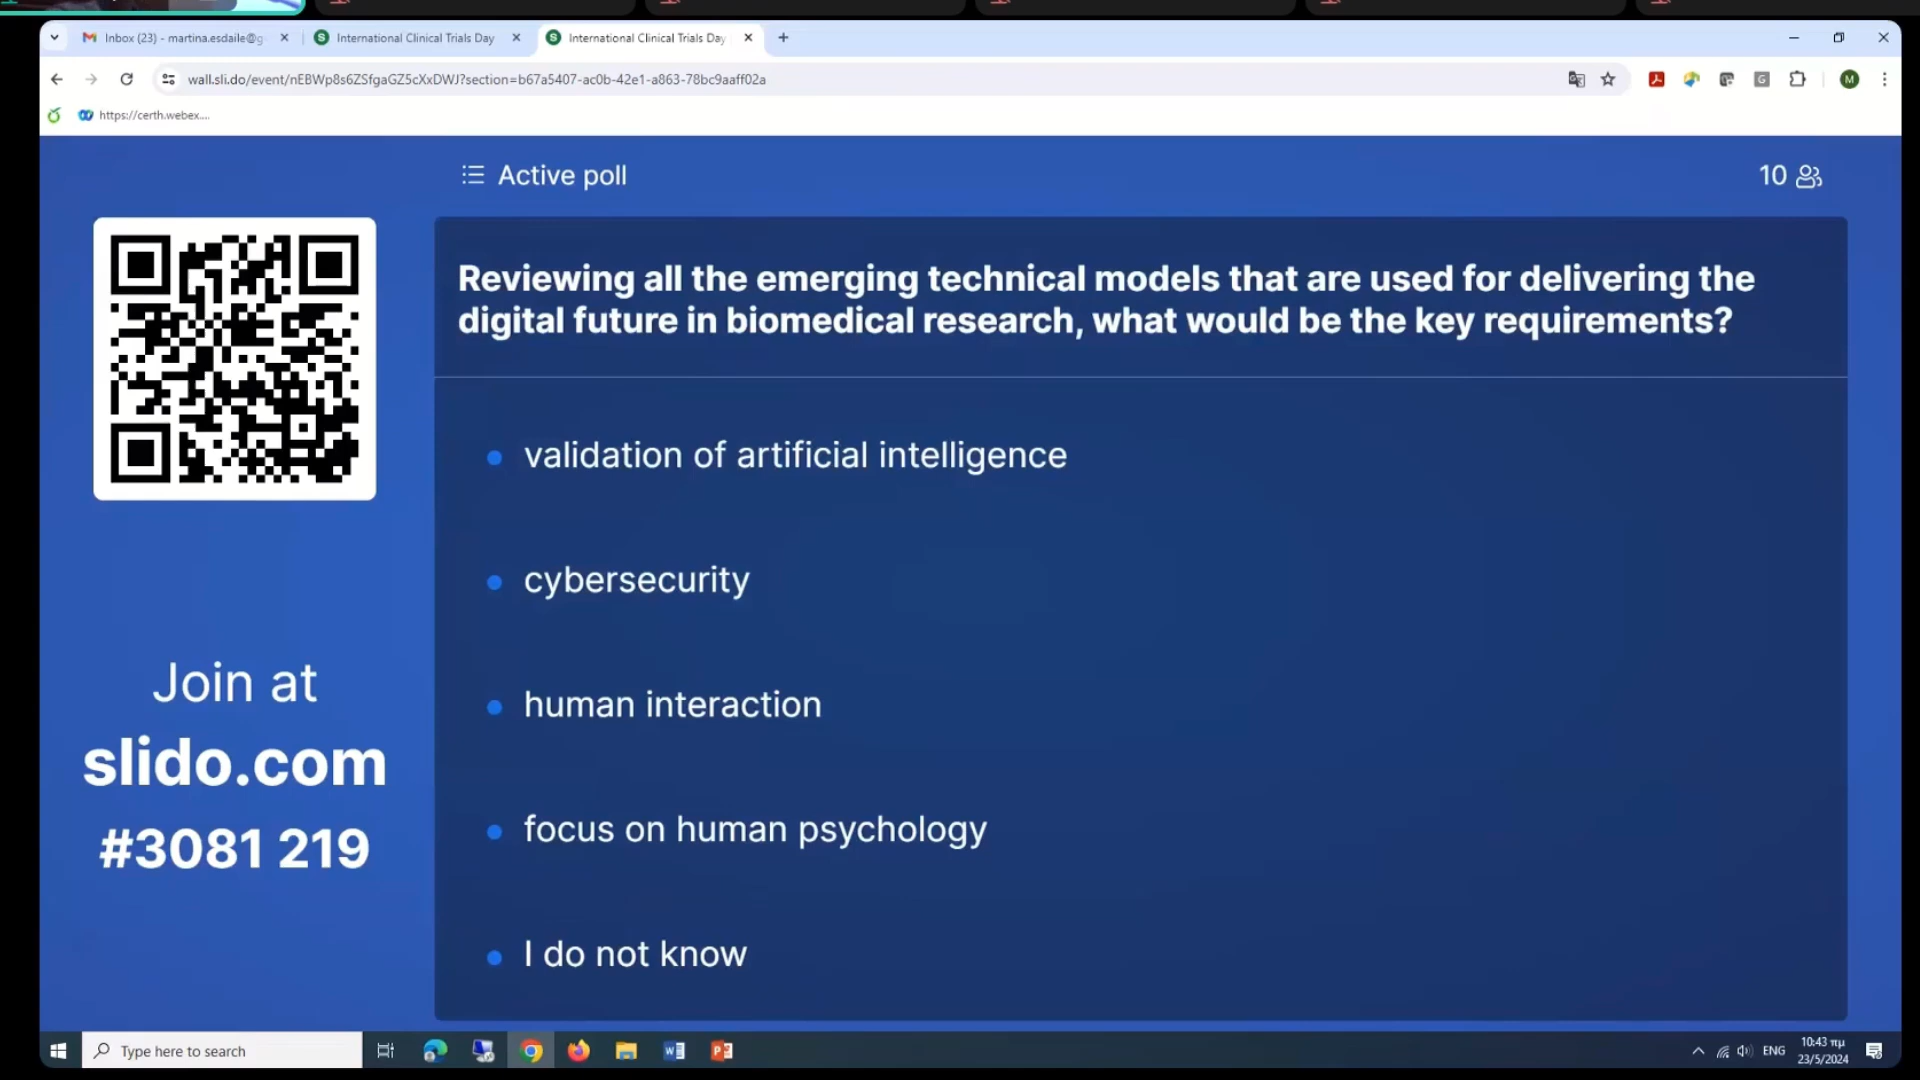 Inbox (23) - martina.esdaile@g
International Clinical Trials Day
International Clinical Trials Day
wall.sli.do/event/nEBWp8s6ZSfgaGZ5cXxDWJ?section=b67a5407-ac0b-42e1-a863-78bc9aaff02a
M
https://certh.webex....
Active poll
10
Reviewing all the emerging technical models that are used for delivering the
digital future in biomedical research, what would be the key requirements?
validation of artificial intelligence
cybersecurity
human interaction
focus on human psychology
I do not know
Join at
slido.com
#3081 219
Type here to search
ENG
10:43 πμ
23/5/2024